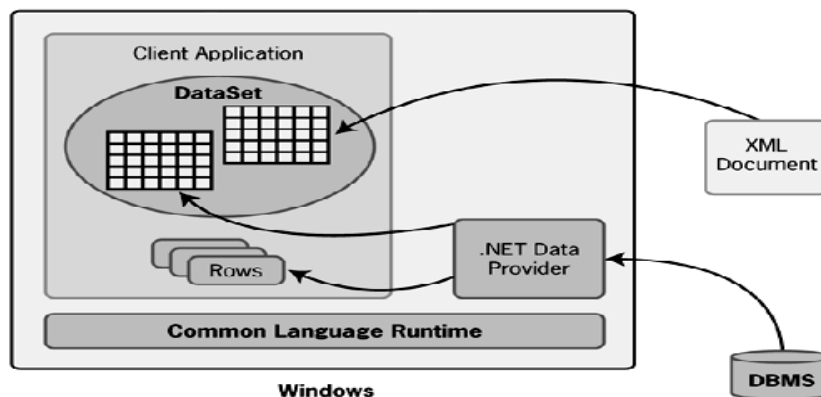 Client Application
DataSet
XML
Document
.NET Data
Provider
Rows
Common Language Runtime
DBMS
Windows